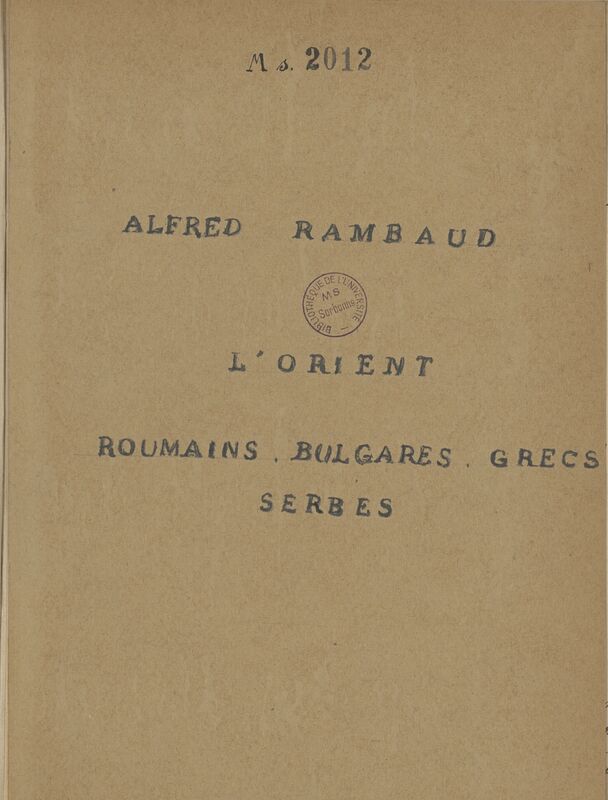 Ms. 2012
ALFRED RAMBAUD
BIBLIOTHÈQUE DE L'UNIVERSITÉ
MS
Sorbonne
L'ORIENT
ROUMAINS. BULGARES. GRECS
SERBES